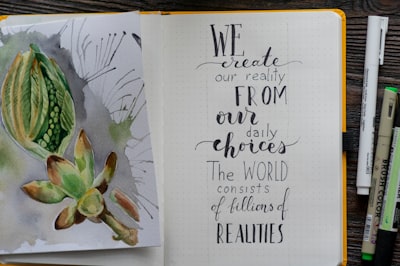 WE
create
our reality
FROM
our
daily
choices
The WORLD
consists
of billions of
REALITIES